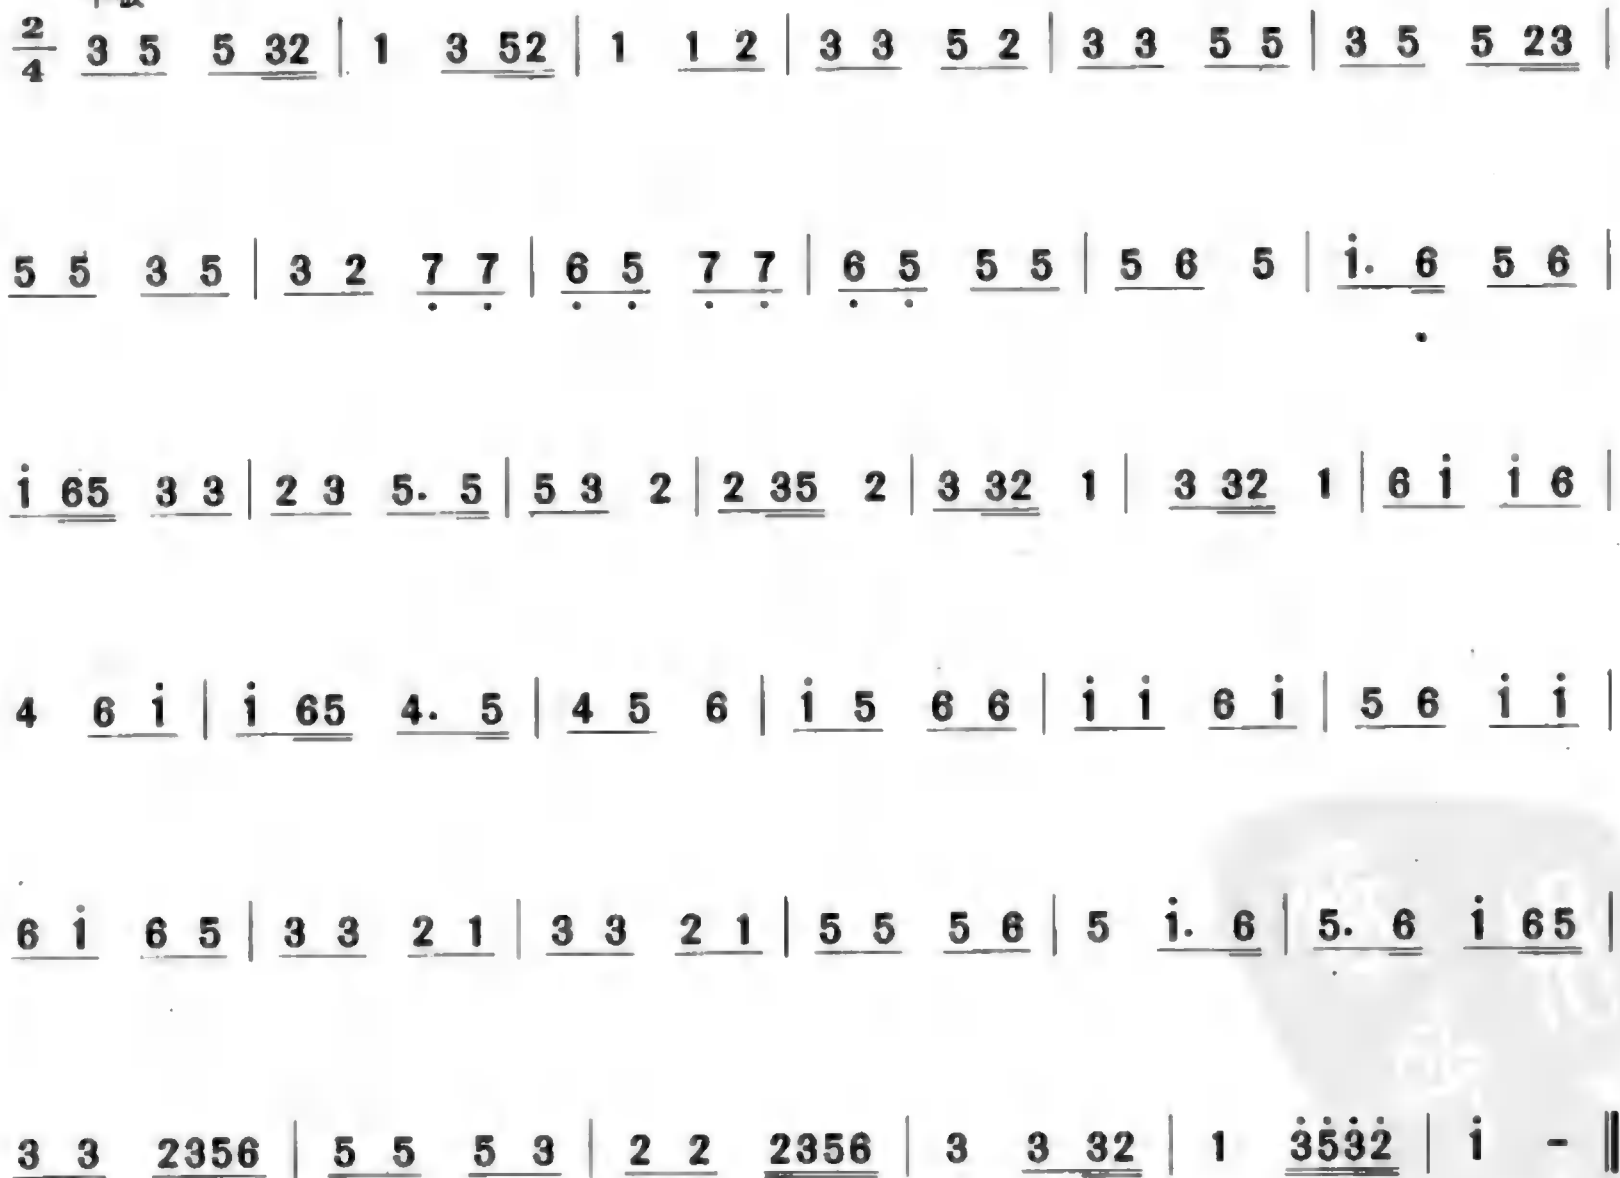 2/4 3 5 5 32 | 1 3 52 | 1 1 2 | 3 3 5 2 | 3 3 5 5 | 3 5 5 23 |
5 5 3 5 | 3 2 7̣ 7̣ | 6̣ 5̣ 7̣ 7̣ | 6̣ 5̣ 5 5 | 5 6 5 | i̇. 6̣ 5 6 |
i̇ 65 3 3 | 2 3 5. 5 | 5 3 2 | 2 35 2 | 3 32 1 | 3 32 1 | 6 i̇ i̇ 6 |
4 6 i̇ | i̇ 65 4. 5 | 4 5 6 | i̇ 5 6 6 | i̇ i̇ 6 i̇ | 5 6 i̇ i̇ |
6 i̇ 6 5 | 3 3 2 1 | 3 3 2 1 | 5 5 5 6 | 5 i̇. 6 | 5. 6 i̇ 65 |
3 3 2356 | 5 5 5 3 | 2 2 2356 | 3 3 32 | 1 3̇5̇3̇2̇ | i̇ - ‖